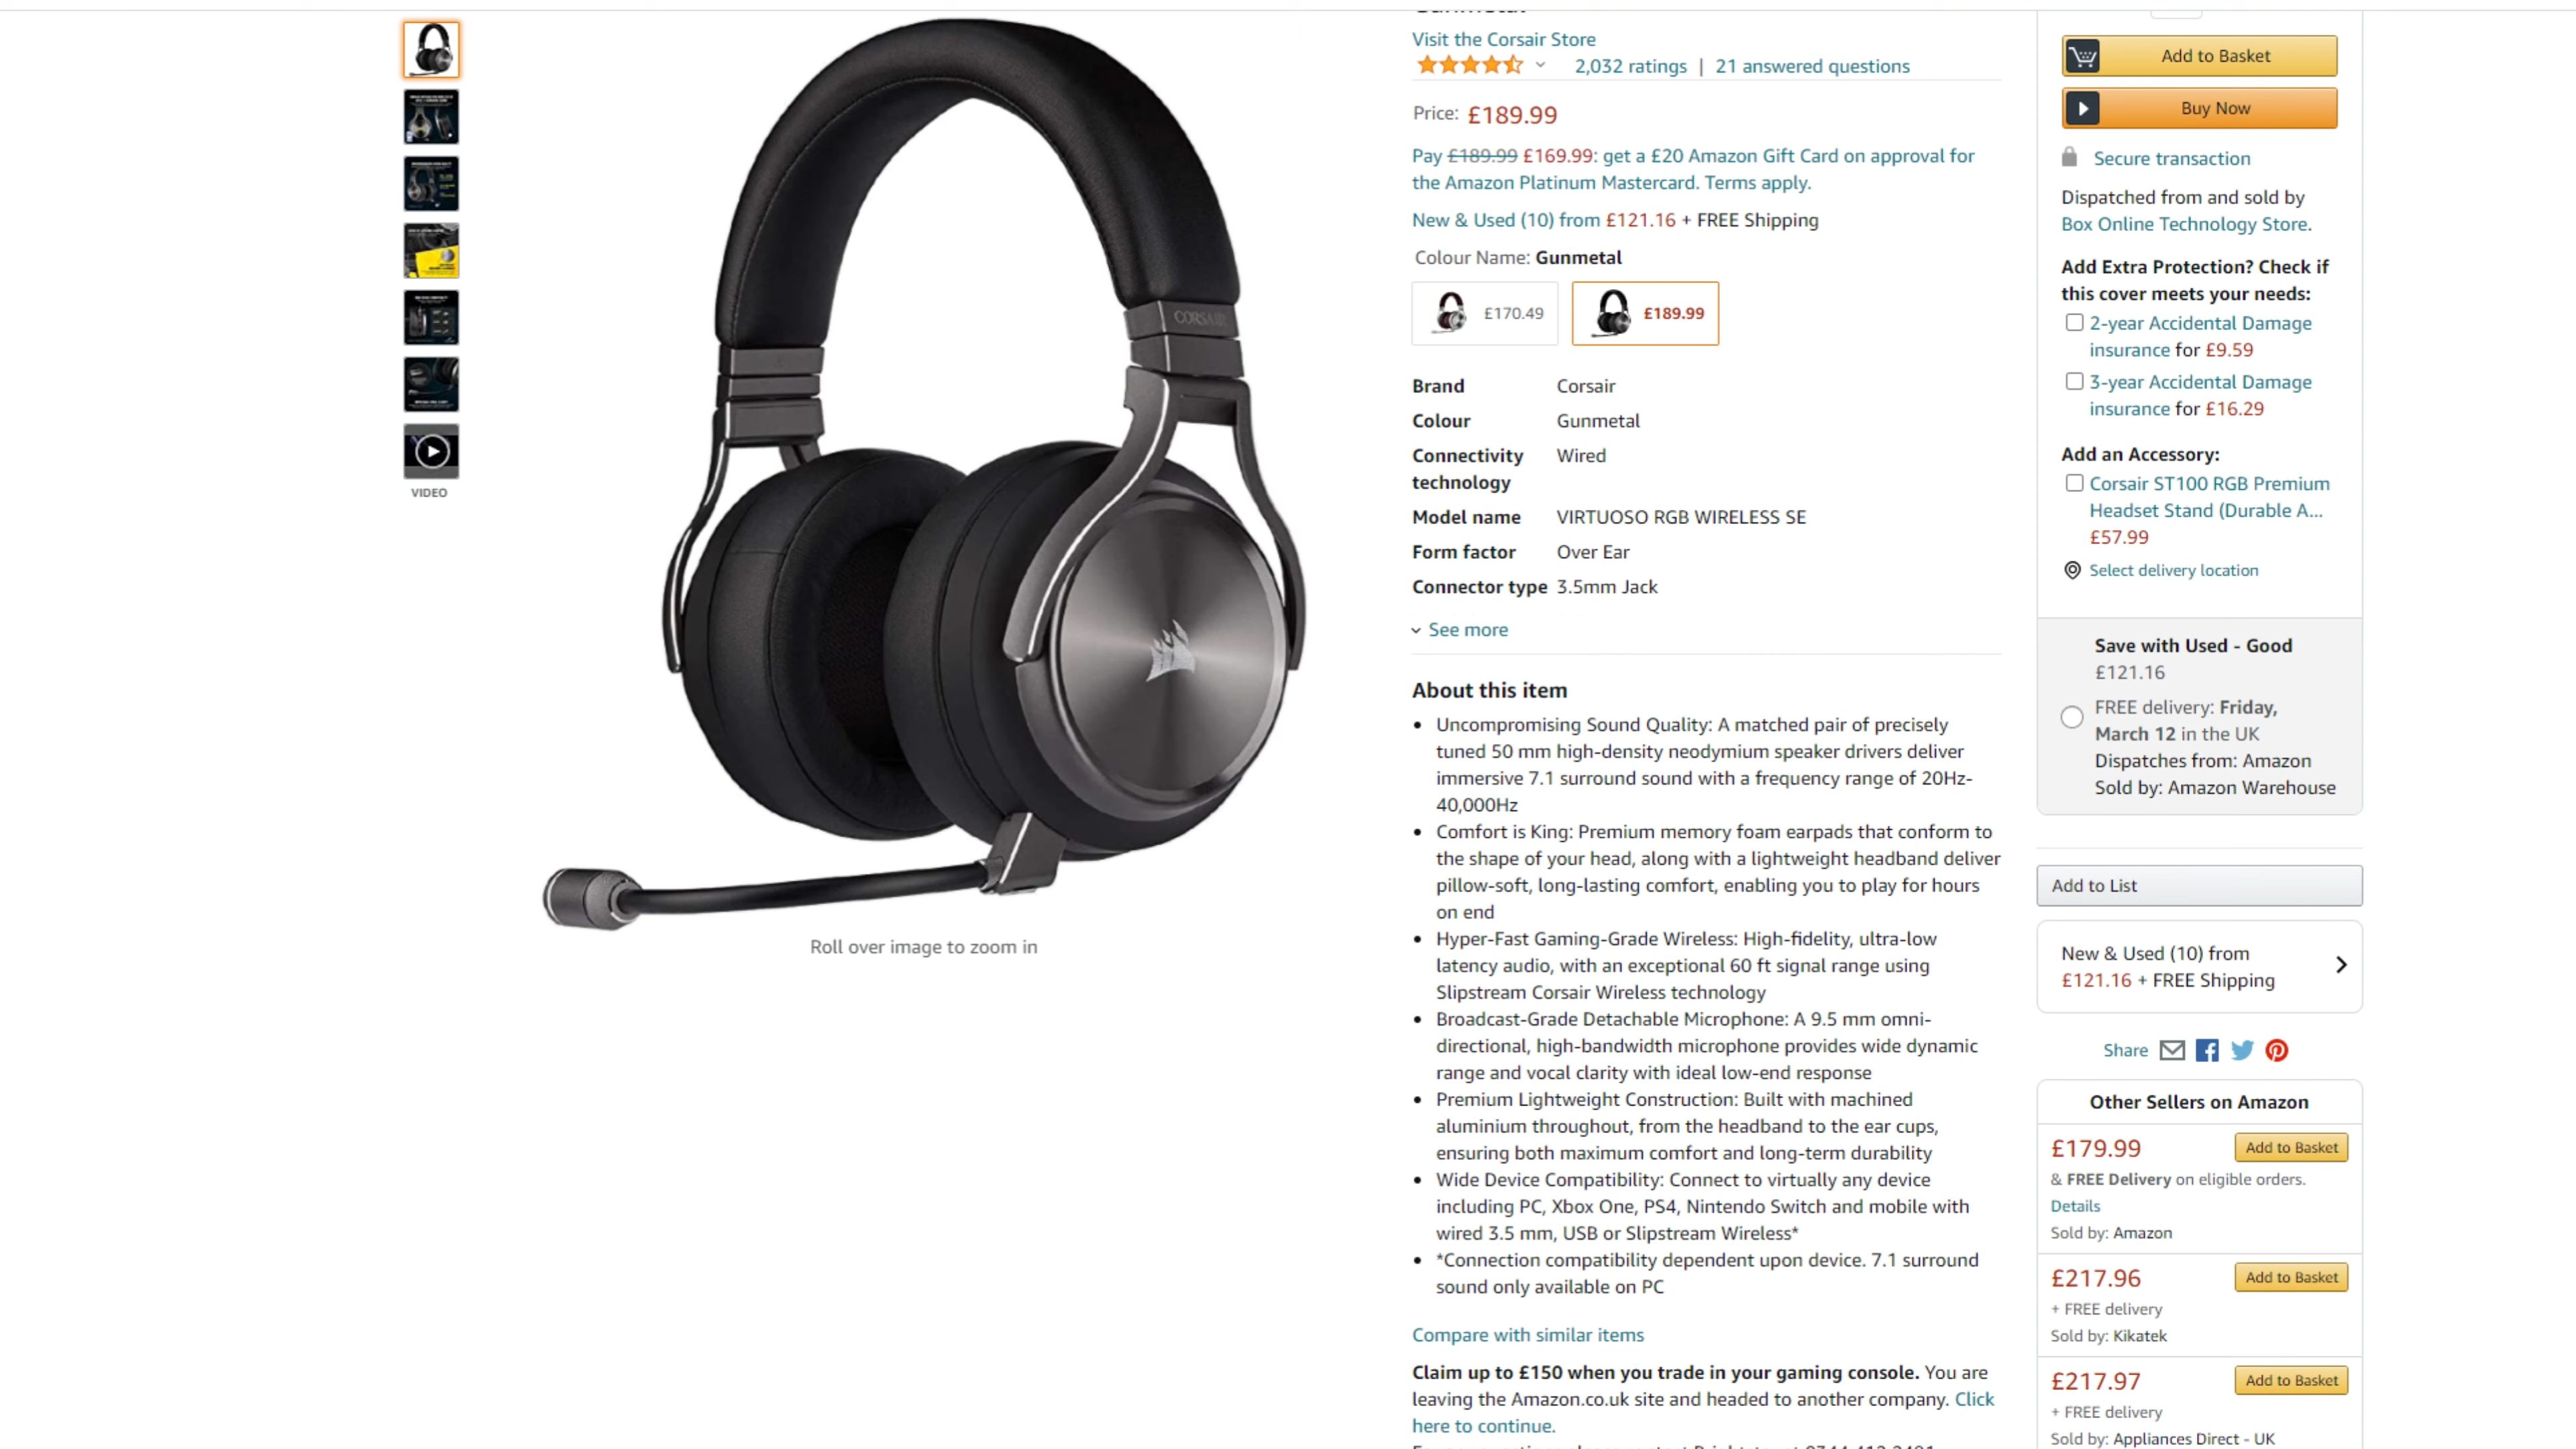 VIDEO
CORSAIR
Roll over image to zoom in
Visit the Corsair Store
2,032 ratings | 21 answered questions
Price: £189.99
Pay £189.99 £169.99: get a £20 Amazon Gift Card on approval for
the Amazon Platinum Mastercard. Terms apply.
New & Used (10) from £121.16 + FREE Shipping
Colour Name: Gunmetal
£170.49
£189.99
Brand Corsair
Colour Gunmetal
Connectivity Wired
technology
Model name VIRTUOSO RGB WIRELESS SE
Form factor Over Ear
Connector type 3.5mm Jack
See more
About this item
• Uncompromising Sound Quality: A matched pair of precisely
tuned 50 mm high-density neodymium speaker drivers deliver
immersive 7.1 surround sound with a frequency range of 20Hz-
40,000Hz
• Comfort is King: Premium memory foam earpads that conform to
the shape of your head, along with a lightweight headband deliver
pillow-soft, long-lasting comfort, enabling you to play for hours
on end
• Hyper-Fast Gaming-Grade Wireless: High-fidelity, ultra-low
latency audio, with an exceptional 60 ft signal range using
Slipstream Corsair Wireless technology
• Broadcast-Grade Detachable Microphone: A 9.5 mm omni-
directional, high-bandwidth microphone provides wide dynamic
range and vocal clarity with ideal low-end response
• Premium Lightweight Construction: Built with machined
aluminium throughout, from the headband to the ear cups,
ensuring both maximum comfort and long-term durability
• Wide Device Compatibility: Connect to virtually any device
including PC, Xbox One, PS4, Nintendo Switch and mobile with
wired 3.5 mm, USB or Slipstream Wireless*
• *Connection compatibility dependent upon device. 7.1 surround
sound only available on PC
Compare with similar items
Claim up to £150 when you trade in your gaming console. You are
leaving the Amazon.co.uk site and headed to another company. Click
here to continue.
Add to Basket
Buy Now
Secure transaction
Dispatched from and sold by
Box Online Technology Store.
Add Extra Protection? Check if
this cover meets your needs:
2-year Accidental Damage
insurance for £9.59
3-year Accidental Damage
insurance for £16.29
Add an Accessory:
Corsair ST100 RGB Premium
Headset Stand (Durable A...
£57.99
Select delivery location
Save with Used - Good
£121.16
FREE delivery: Friday,
March 12 in the UK
Dispatches from: Amazon
Sold by: Amazon Warehouse
Add to List
New & Used (10) from
£121.16 + FREE Shipping
Share
Other Sellers on Amazon
£179.99 Add to Basket
& FREE Delivery on eligible orders.
Details
Sold by: Amazon
£217.96 Add to Basket
+ FREE delivery
Sold by: Kikatek
£217.97 Add to Basket
+ FREE delivery
Sold by: Appliances Direct - UK